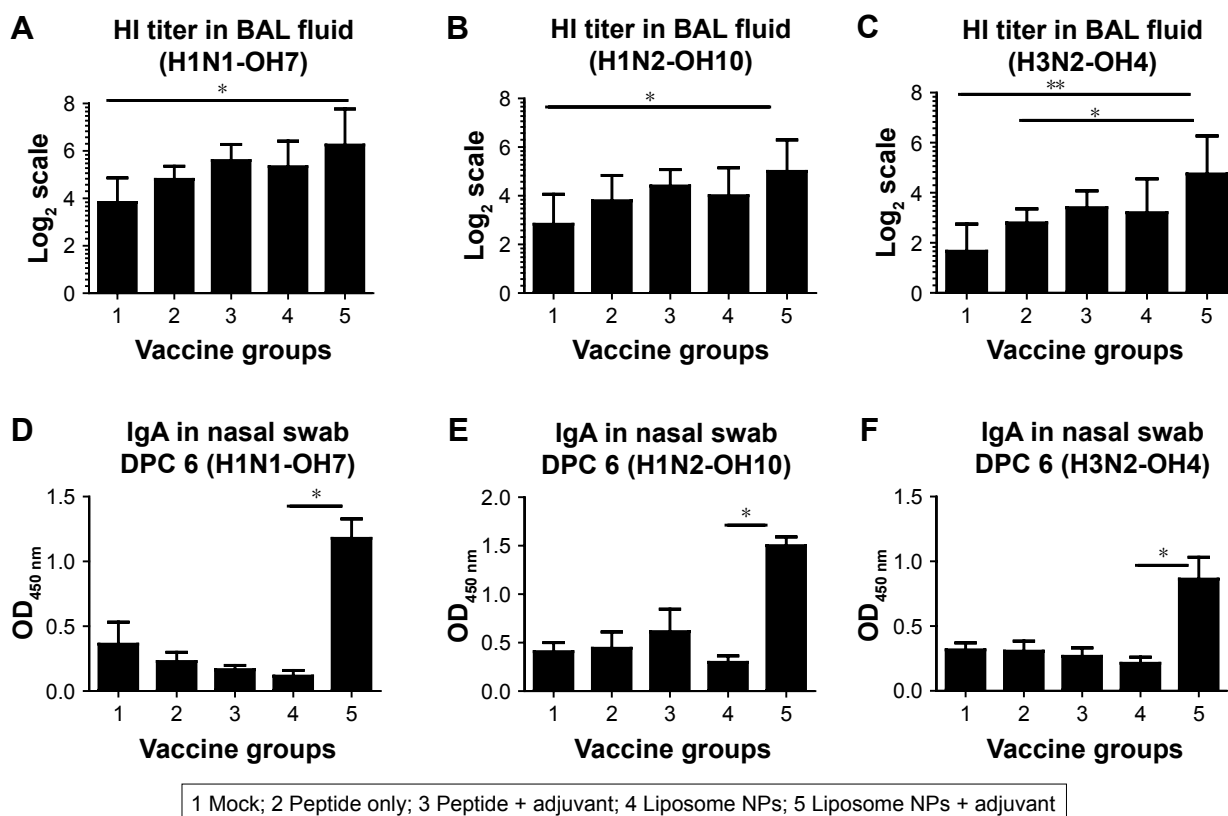 A
HI titer in BAL fluid
(H1N1-OH7)
*
Log2 scale
8
6
4
2
0
1 2 3 4 5
Vaccine groups
B
HI titer in BAL fluid
(H1N2-OH10)
*
Log2 scale
8
6
4
2
0
1 2 3 4 5
Vaccine groups
C
HI titer in BAL fluid
(H3N2-OH4)
**
*
Log2 scale
8
6
4
2
0
1 2 3 4 5
Vaccine groups
D
IgA in nasal swab
DPC 6 (H1N1-OH7)
*
OD450 nm
1.5
1.0
0.5
0.0
1 2 3 4 5
Vaccine groups
E
IgA in nasal swab
DPC 6 (H1N2-OH10)
*
OD450 nm
2.0
1.5
1.0
0.5
0.0
1 2 3 4 5
Vaccine groups
F
IgA in nasal swab
DPC 6 (H3N2-OH4)
*
OD450 nm
1.5
1.0
0.5
0.0
1 2 3 4 5
Vaccine groups
1 Mock; 2 Peptide only; 3 Peptide + adjuvant; 4 Liposome NPs; 5 Liposome NPs + adjuvant